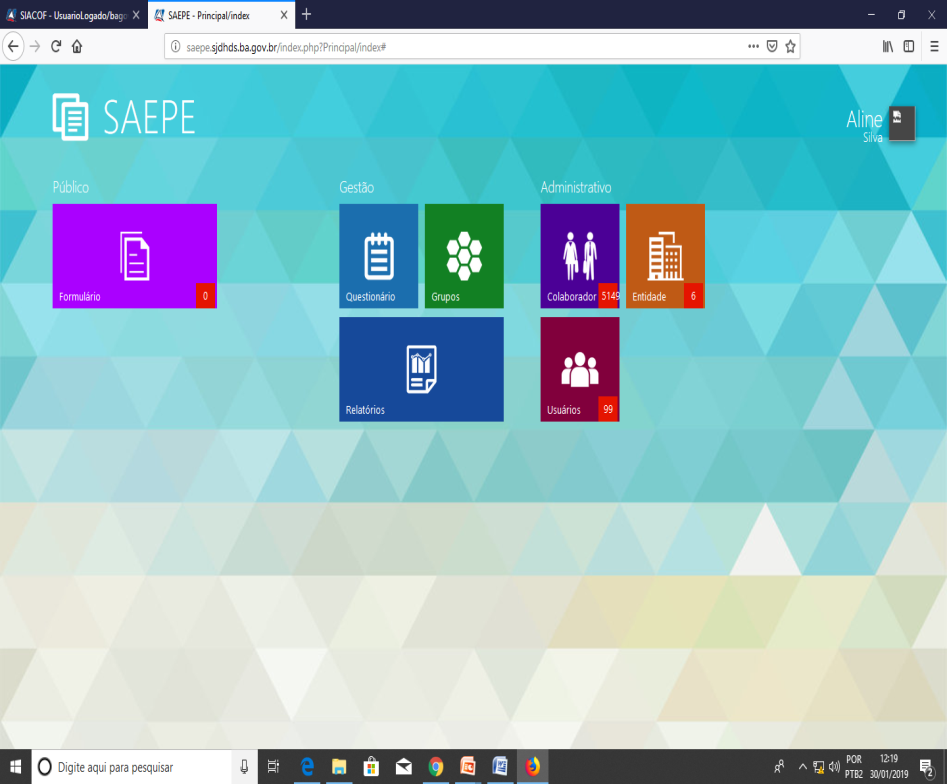 SIACOF - UsuarioLogado/bago
SAEPE - Principal/index
saepe.sjdhds.ba.gov.br/index.php?Principal/index#
SAEPE
Aline
Silva
Público
Gestão
Administrativo
Formulário 0
Questionário
Grupos
Colaborador 5149
Entidade 6
Relatórios
Usuários 99
Digite aqui para pesquisar
POR 12:19
PTB2 30/01/2019
2